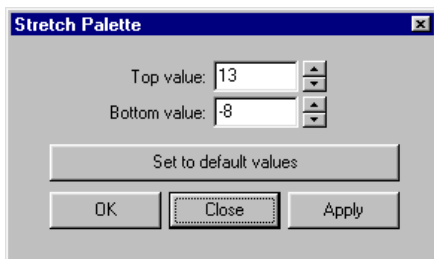 Stretch Palette
Top value: 13
Bottom value: -8
Set to default values
OK Close Apply